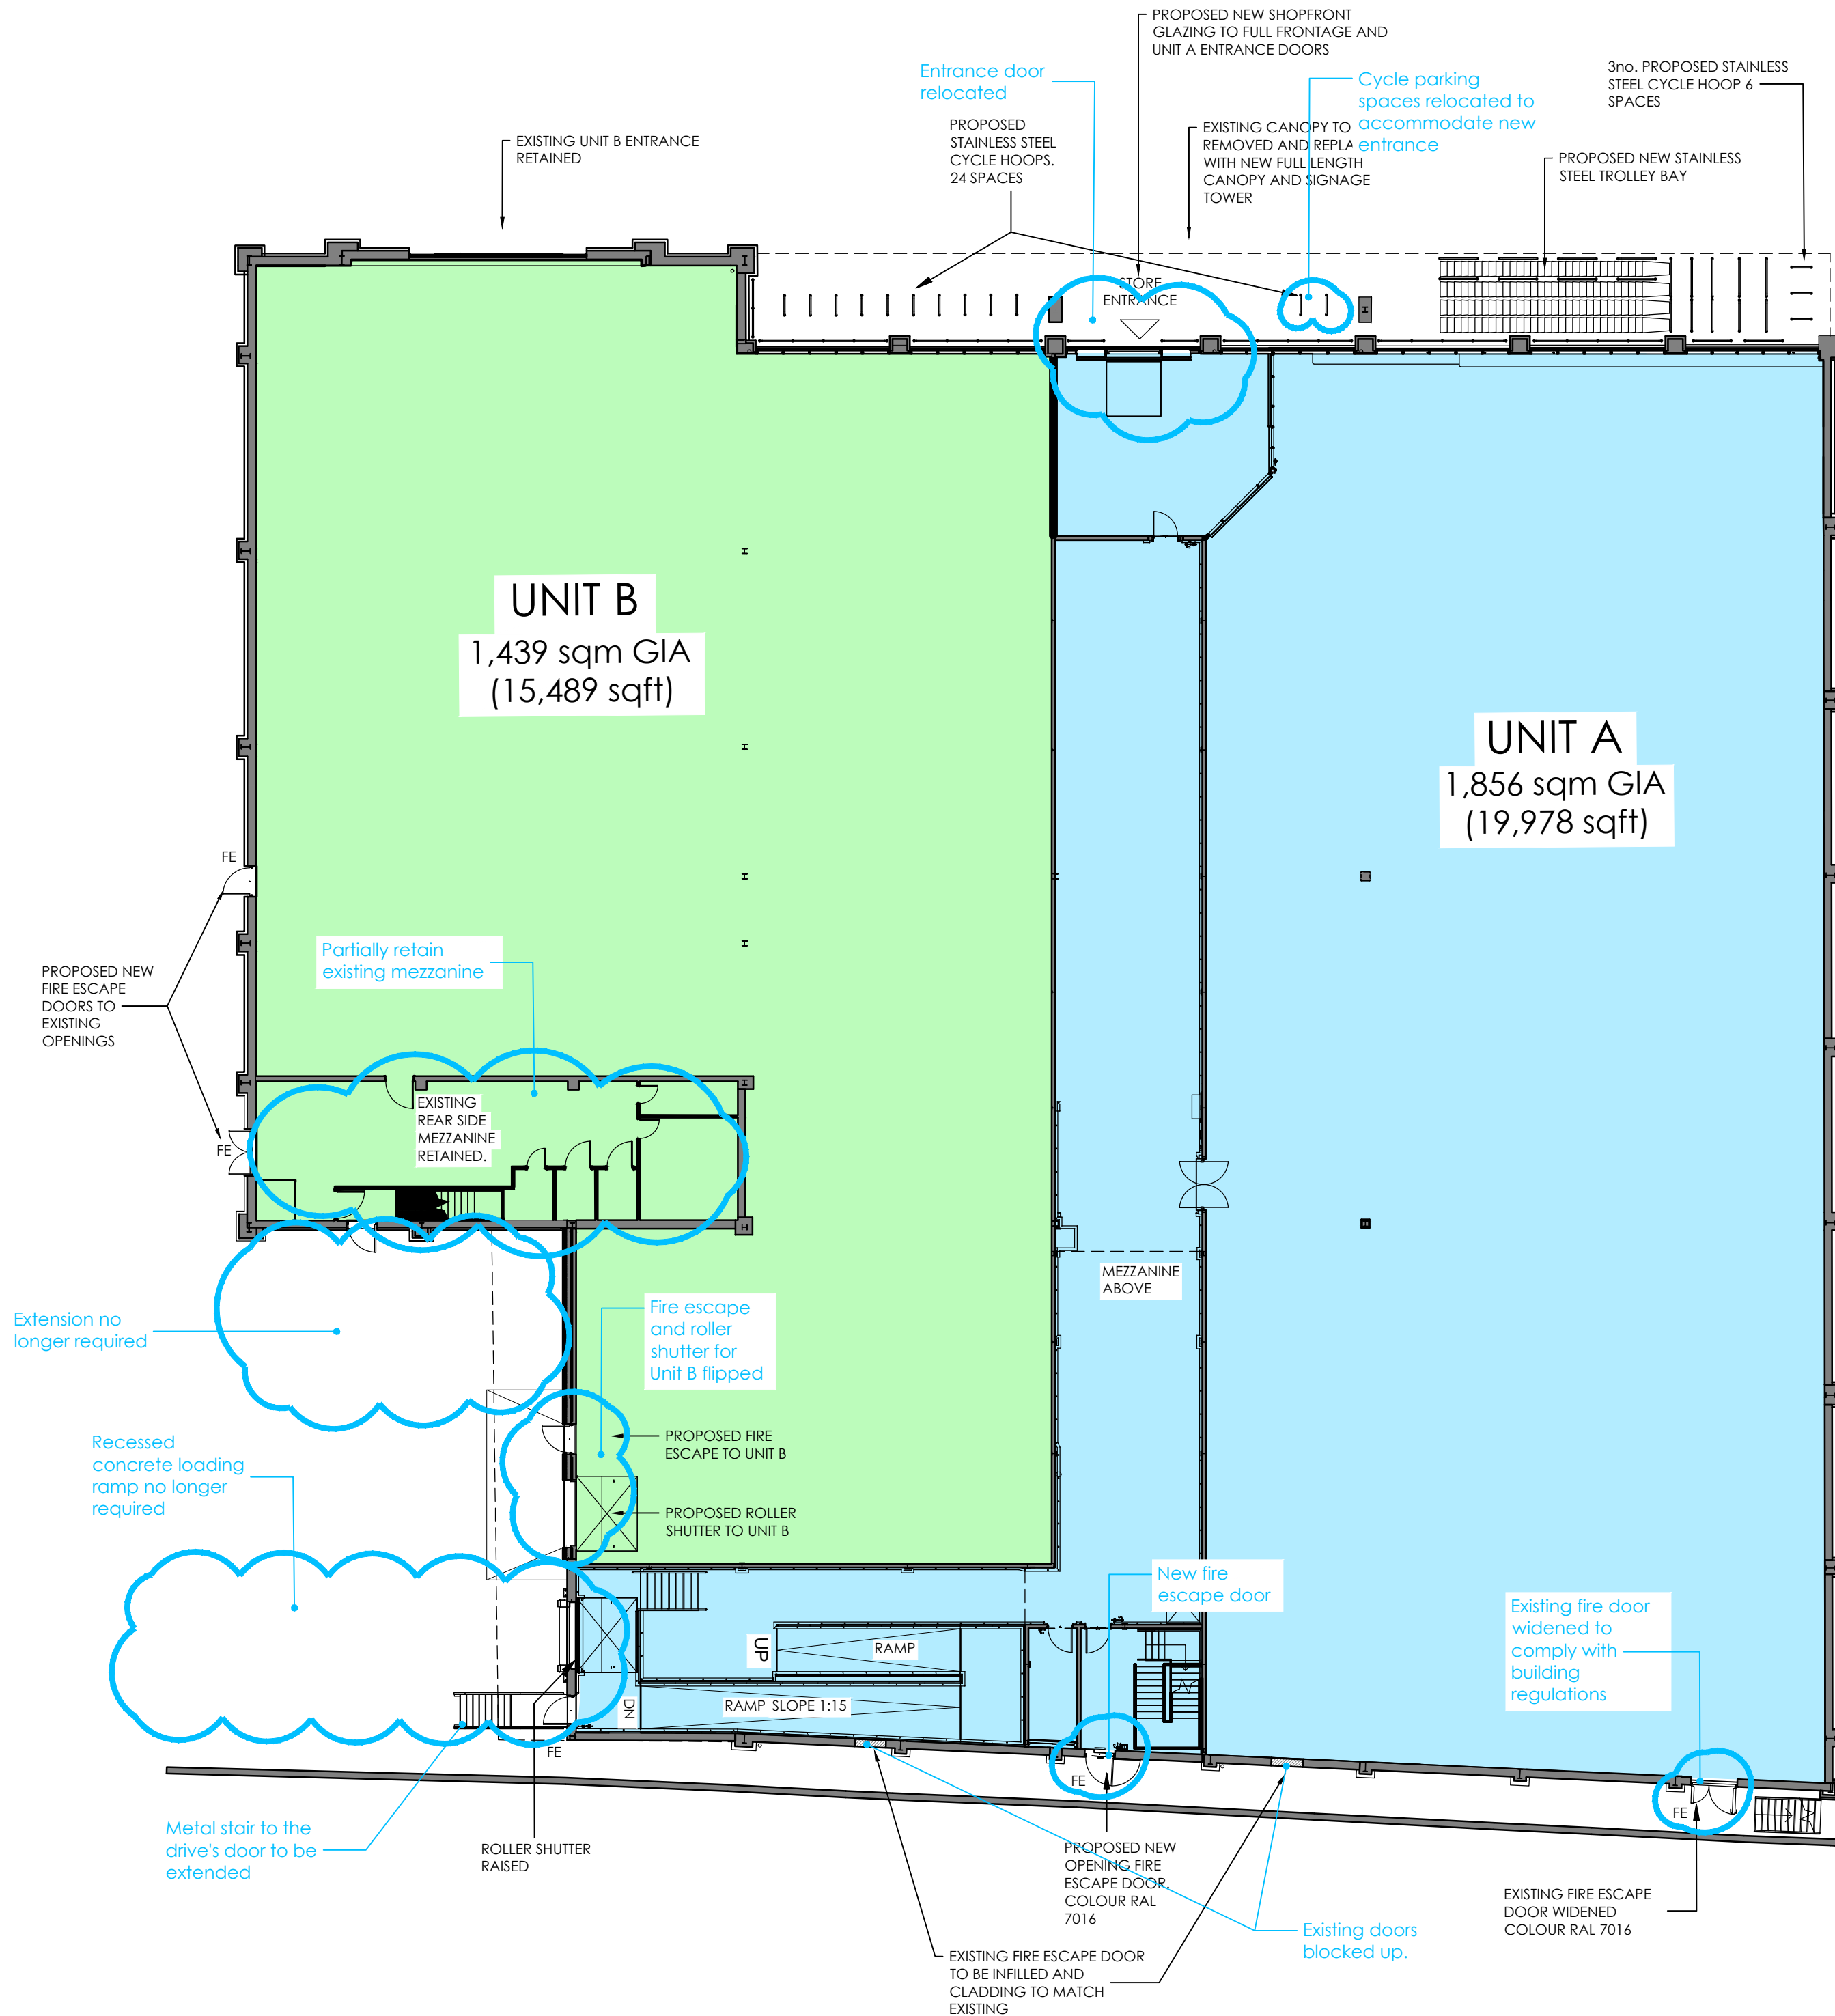 PROPOSED NEW SHOPFRONT
GLAZING TO FULL FRONTAGE AND
UNIT A ENTRANCE DOORS
Entrance door
relocated
Cycle parking
spaces relocated to
accommodate new
entrance
3no. PROPOSED STAINLESS
STEEL CYCLE HOOP 6
SPACES
EXISTING UNIT B ENTRANCE
RETAINED
PROPOSED
STAINLESS STEEL
CYCLE HOOPS.
24 SPACES
EXISTING CANOPY TO
REMOVED AND REPLA
WITH NEW FULL LENGTH
CANOPY AND SIGNAGE
TOWER
PROPOSED NEW STAINLESS
STEEL TROLLEY BAY
STORE
ENTRANCE
UNIT B
1,439 sqm GIA
(15,489 sqft)
UNIT A
1,856 sqm GIA
(19,978 sqft)
FE
Partially retain
existing mezzanine
PROPOSED NEW
FIRE ESCAPE
DOORS TO
EXISTING
OPENINGS
EXISTING
REAR SIDE
MEZZANINE
RETAINED.
FE
MEZZANINE
ABOVE
Extension no
longer required
Fire escape
and roller
shutter for
Unit B flipped
Recessed
concrete loading
ramp no longer
required
PROPOSED FIRE
ESCAPE TO UNIT B
PROPOSED ROLLER
SHUTTER TO UNIT B
New fire
escape door
Existing fire door
widened to
comply with
building
regulations
UP
RAMP
DN
RAMP SLOPE 1:15
FE
FE
FE
Metal stair to the
drive's door to be
extended
ROLLER SHUTTER
RAISED
PROPOSED NEW
OPENING FIRE
ESCAPE DOOR.
COLOUR RAL
7016
EXISTING FIRE ESCAPE
DOOR WIDENED
COLOUR RAL 7016
Existing doors
blocked up.
EXISTING FIRE ESCAPE DOOR
TO BE INFILLED AND
CLADDING TO MATCH
EXISTING